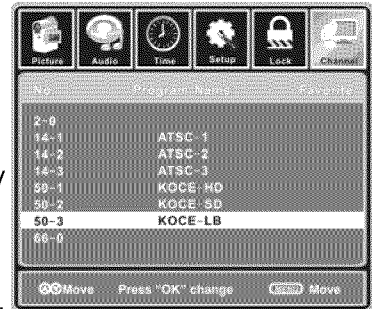 Picture Audio Time Setup Lock Channel
No. Program Name Favorite
2-0
14-1 ATSC-1
14-2 ATSC-2
14-3 ATSC-3
50-1 KOCE-HD
50-2 KOCE-SD
50-3 KOCE-LB
66-0
Move Press "OK" change MENU Move